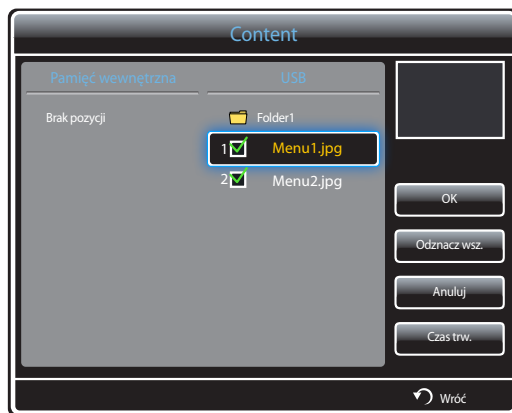 Content
Pamięć wewnętrzna
USB
Brak pozycji
Folder1
1 Menu1.jpg
2 Menu2.jpg
OK
Odznacz wsz.
Anuluj
Czas trw.
Wróć